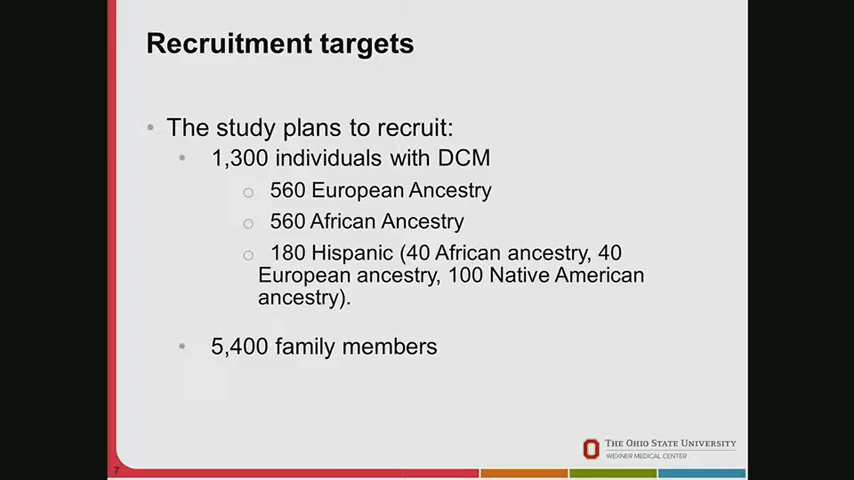 Recruitment targets
• The study plans to recruit:
• 1,300 individuals with DCM
o 560 European Ancestry
o 560 African Ancestry
o 180 Hispanic (40 African ancestry, 40
European ancestry, 100 Native American
ancestry).
• 5,400 family members
THE OHIO STATE UNIVERSITY
WEXNER MEDICAL CENTER
7